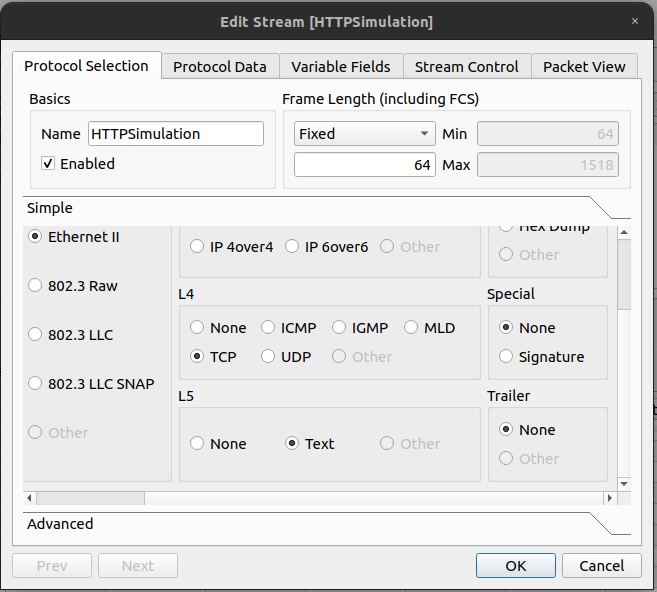 Edit Stream [HTTPSimulation]
×
Protocol Selection Protocol Data Variable Fields Stream Control Packet View
Basics
Name HTTPSimulation
Enabled
Frame Length (including FCS)
Fixed Min 64
64 Max 1518
Simple
Ethernet II
802.3 Raw
802.3 LLC
802.3 LLC SNAP
Other
IP 4over4 IP 6over6 Other
L4
None ICMP IGMP MLD
TCP UDP Other
L5
None Text Other
Hex Dump
Other
Special
None
Signature
Trailer
None
Other
Advanced
Prev Next OK Cancel